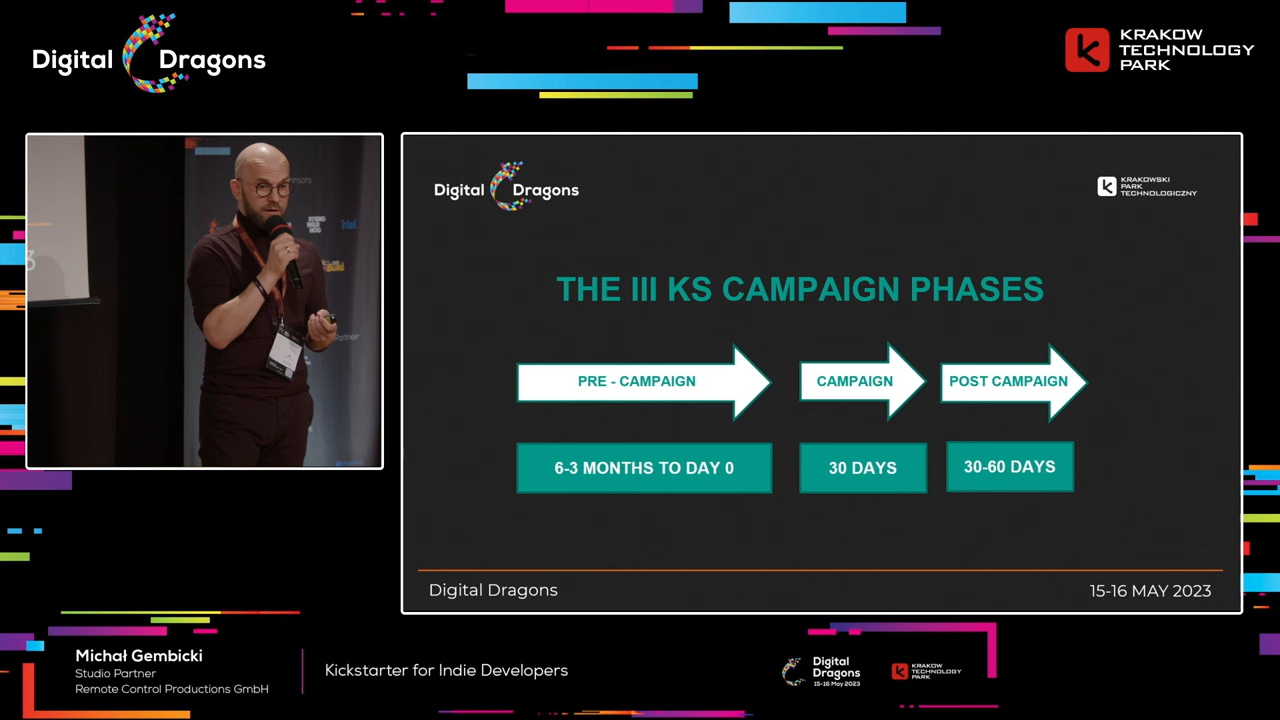 Digital Dragons
KRAKOW
TECHNOLOGY
PARK
intel
Build
Partner
Digital Dragons
KRAKOWSKI
PARK
TECHNOLOGICZNY
THE III KS CAMPAIGN PHASES
PRE - CAMPAIGN
CAMPAIGN
POST CAMPAIGN
6-3 MONTHS TO DAY 0
30 DAYS
30-60 DAYS
Digital Dragons
15-16 MAY 2023
Michał Gembicki
Studio Partner
Remote Control Productions GmbH
Kickstarter for Indie Developers
Digital
Dragons
15-16 May 2023
KRAKOW
TECHNOLOGY
PARK